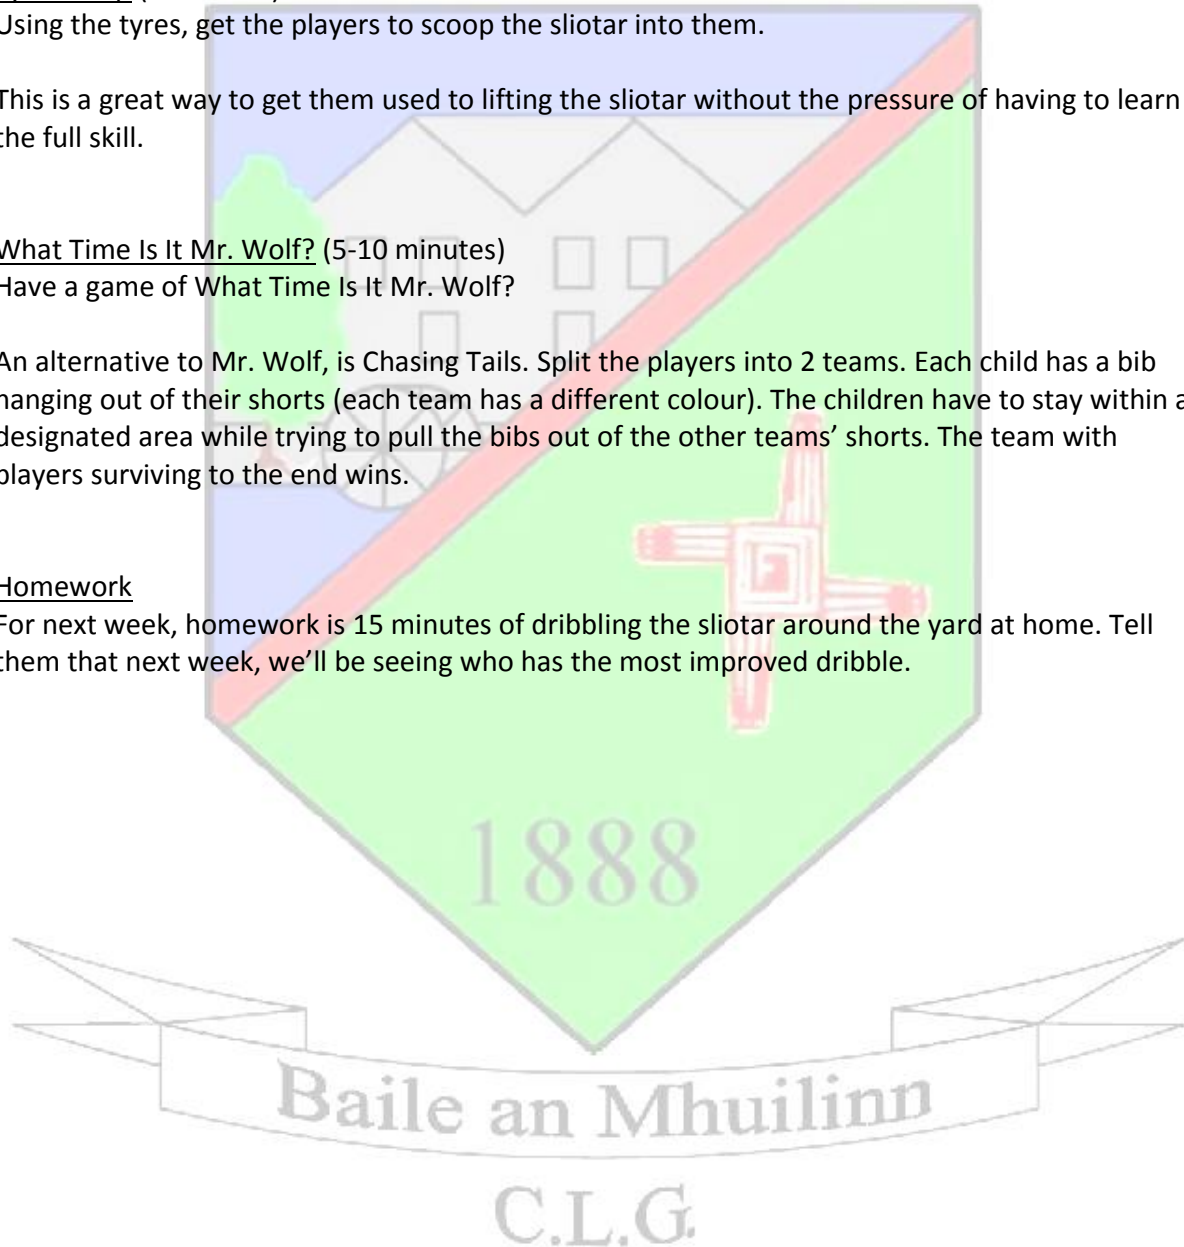 Using the tyres, get the players to scoop the sliotar into them.
This is a great way to get them used to lifting the sliotar without the pressure of having to learn
the full skill.
What Time Is It Mr. Wolf? (5-10 minutes)
Have a game of What Time Is It Mr. Wolf?
An alternative to Mr. Wolf, is Chasing Tails. Split the players into 2 teams. Each child has a bib
hanging out of their shorts (each team has a different colour). The children have to stay within a
designated area while trying to pull the bibs out of the other teams’ shorts. The team with
players surviving to the end wins.
Homework
For next week, homework is 15 minutes of dribbling the sliotar around the yard at home. Tell
them that next week, we’ll be seeing who has the most improved dribble.
1888
Baile an Mhuilinn
C.L.G.